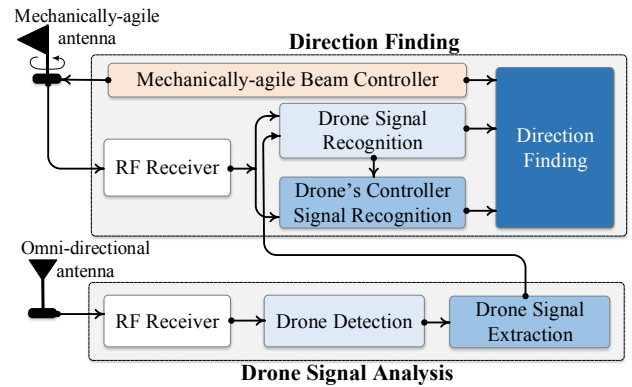 Mechanically-agile
antenna
Direction Finding
Mechanically-agile Beam Controller
Drone Signal
Recognition
RF Receiver
Drone's Controller
Signal Recognition
Direction
Finding
Omni-directional
antenna
RF Receiver
Drone Detection
Drone Signal
Extraction
Drone Signal Analysis